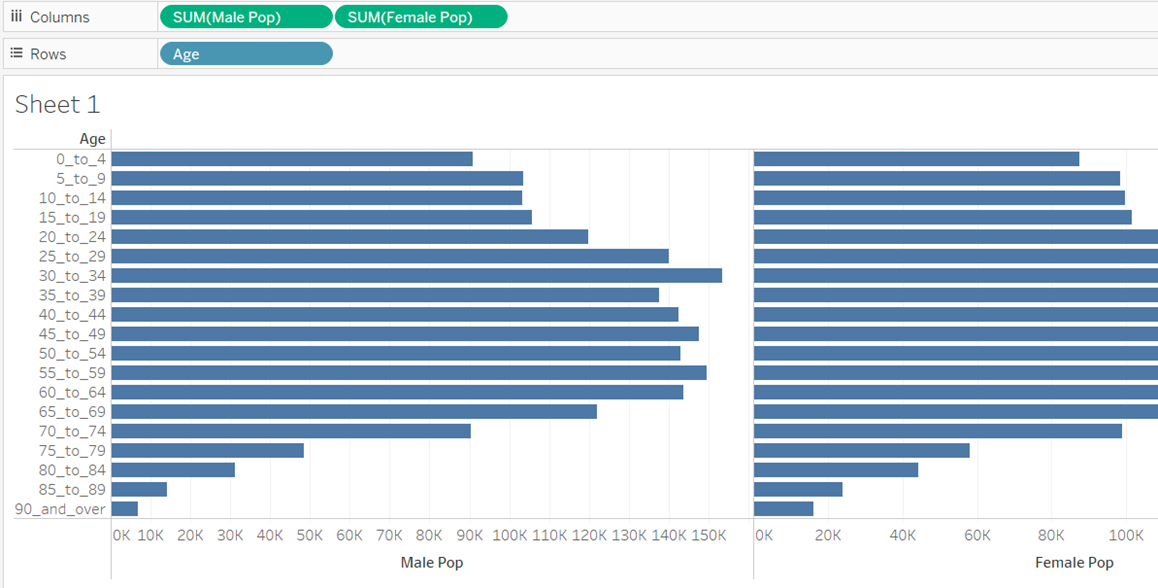 Columns SUM(Male Pop) SUM(Female Pop)
Rows Age
Sheet 1
Age
0_to_4
5_to_9
10_to_14
15_to_19
20_to_24
25_to_29
30_to_34
35_to_39
40_to_44
45_to_49
50_to_54
55_to_59
60_to_64
65_to_69
70_to_74
75_to_79
80_to_84
85_to_89
90_and_over
0K 10K 20K 30K 40K 50K 60K 70K 80K 90K 100K 110K 120K 130K 140K 150K 0K 20K 40K 60K 80K 100K
Male Pop Female Pop